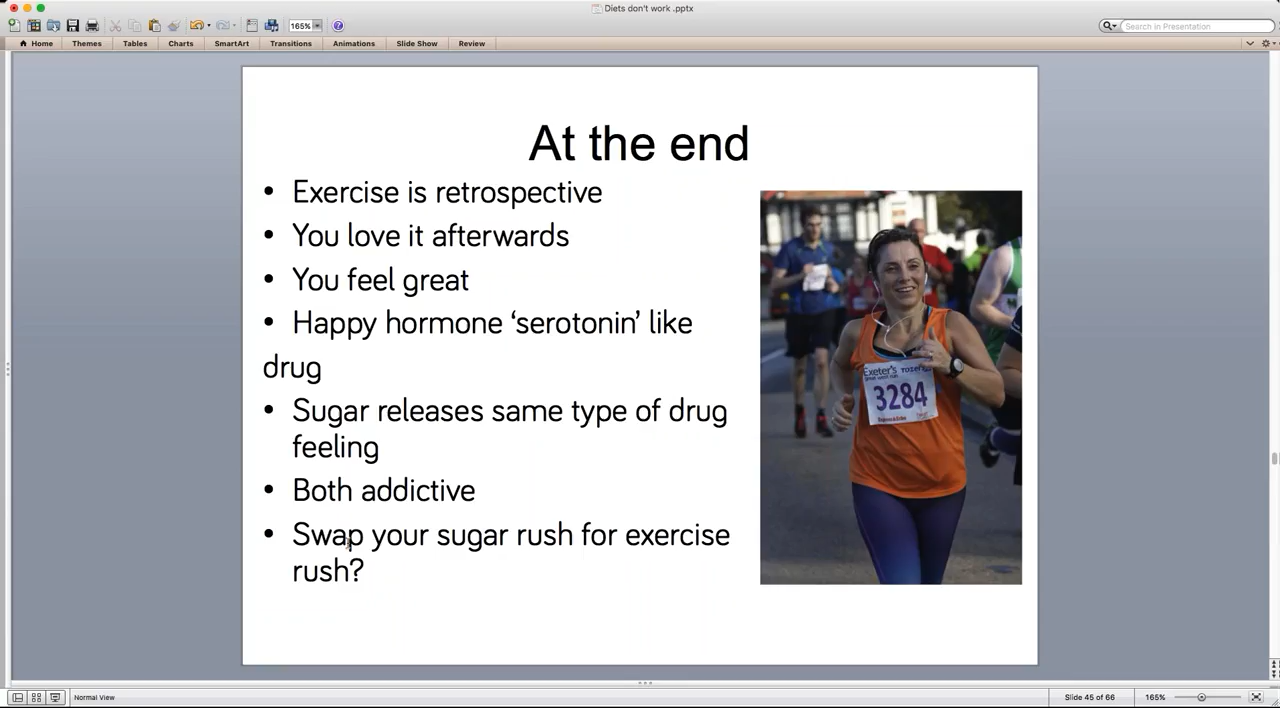 Diets don't work .pptx
165%
Search in Presentation
Home Themes Tables Charts SmartArt Transitions Animations Slide Show Review
At the end
• Exercise is retrospective
• You love it afterwards
• You feel great
• Happy hormone ‘serotonin’ like
drug
• Sugar releases same type of drug
feeling
• Both addictive
• Swap your sugar rush for exercise
rush?
Exeter's
3284
Normal View
Slide 45 of 66
165%